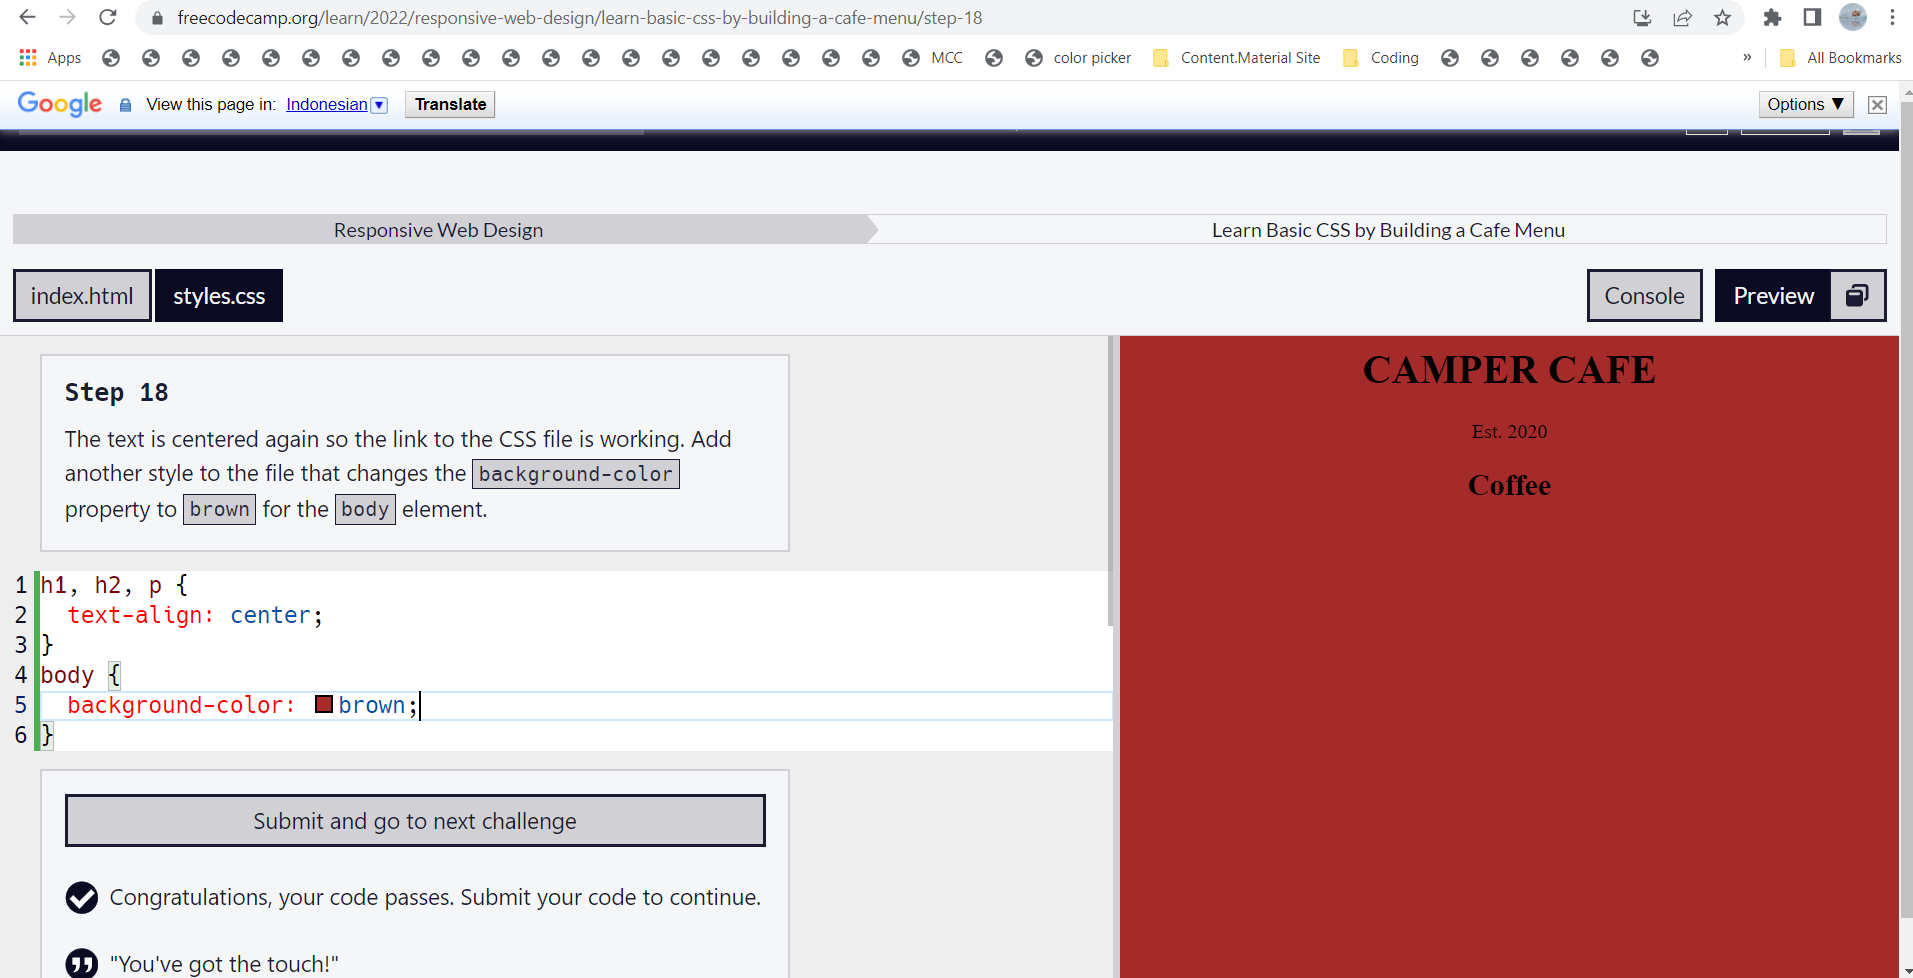 freecodecamp.org/learn/2022/responsive-web-design/learn-basic-css-by-building-a-cafe-menu/step-18
Apps MCC color picker Content.Material Site Coding » All Bookmarks
Google View this page in: Indonesian Translate Options ▼
Responsive Web Design Learn Basic CSS by Building a Cafe Menu
index.html styles.css Console Preview
Step 18
The text is centered again so the link to the CSS file is working. Add
another style to the file that changes the background-color
property to brown for the body element.
1 h1, h2, p {
2 text-align: center;
3 }
4 body {
5 background-color: brown;
6 }
Submit and go to next challenge
Congratulations, your code passes. Submit your code to continue.
"You've got the touch!"
CAMPER CAFE
Est. 2020
Coffee